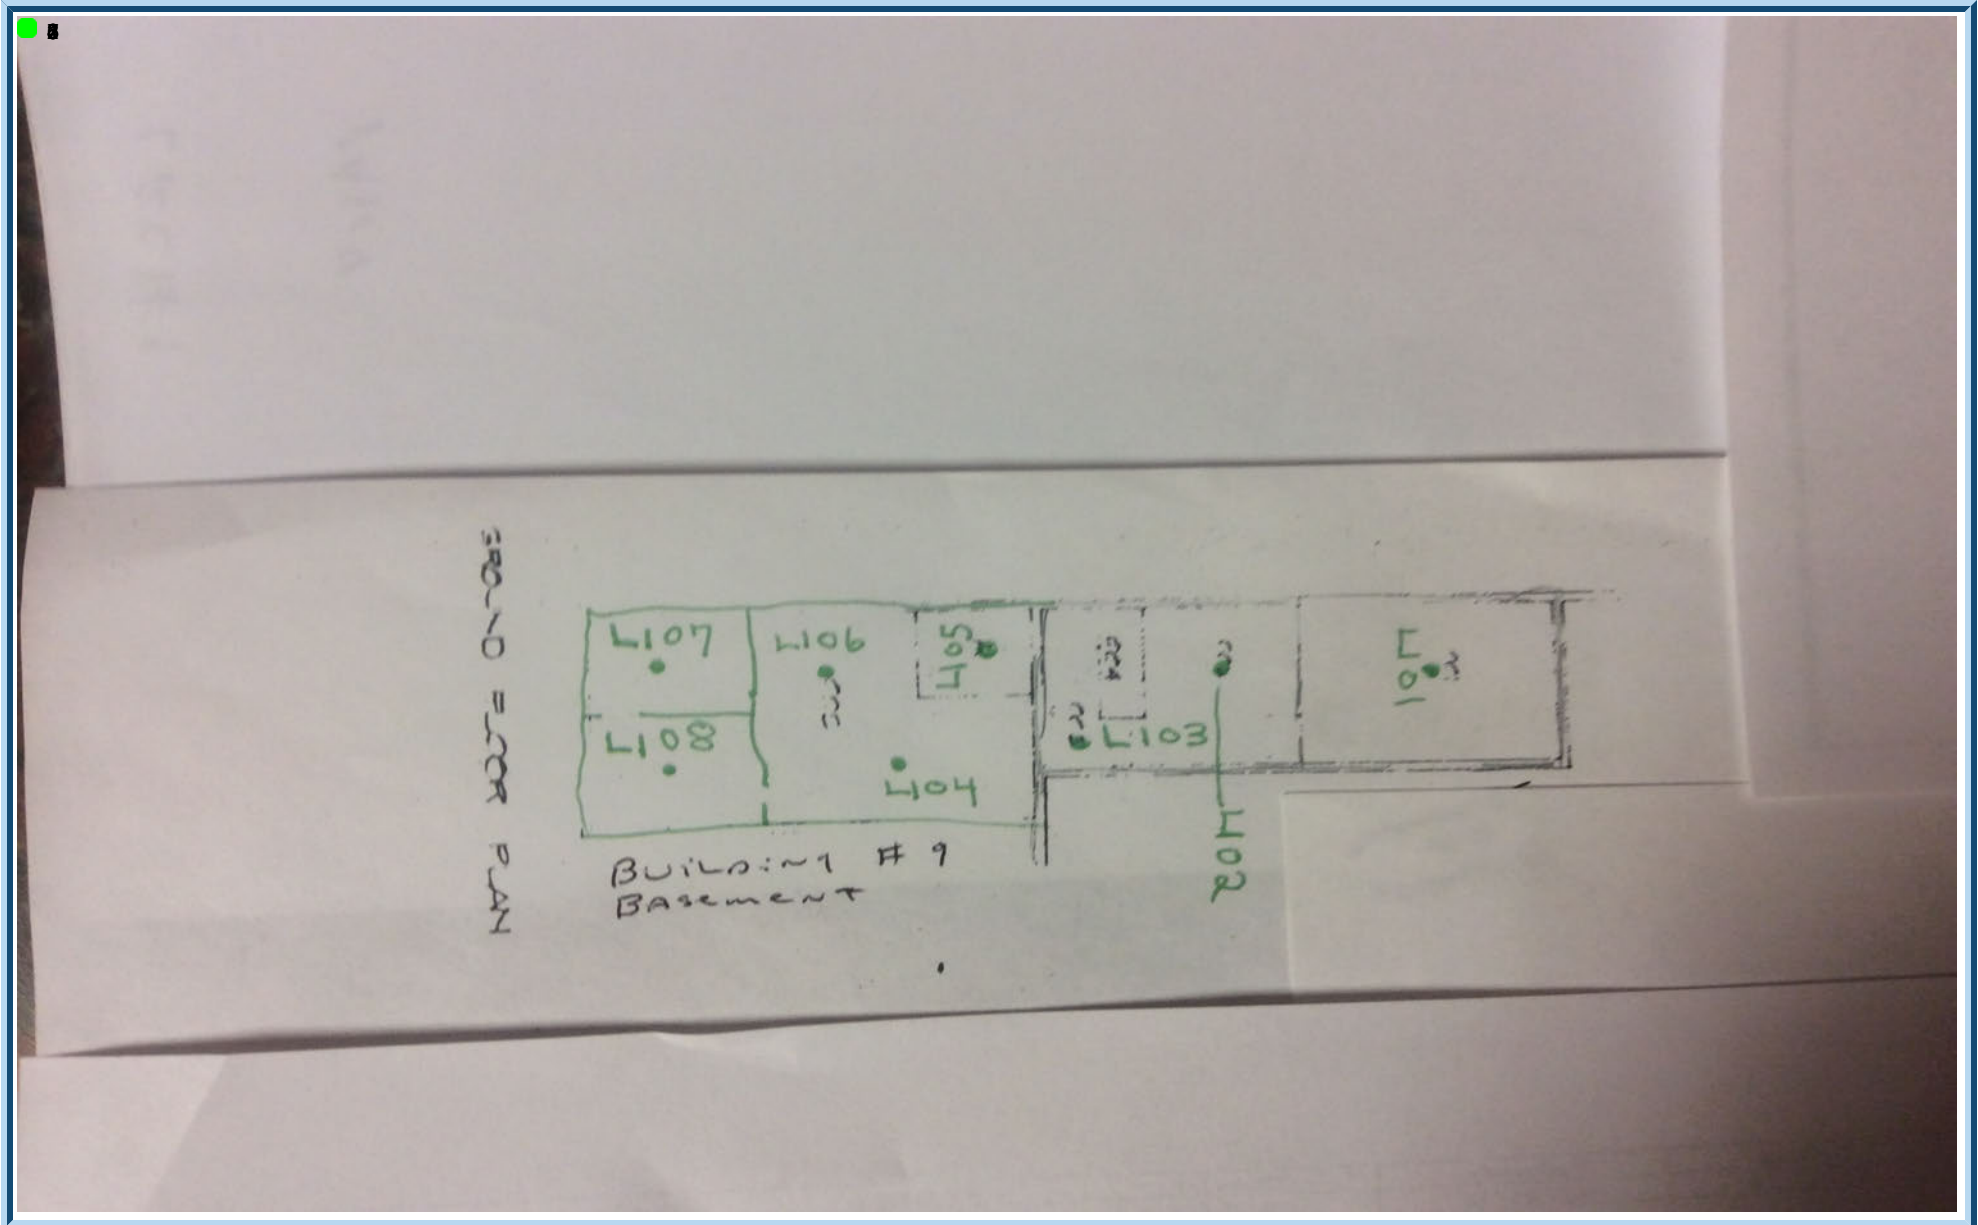 GROUND FLOOR PLAN
L107
L106
L105
L101
L108
L103
L104
L102
Building # 9
Basement